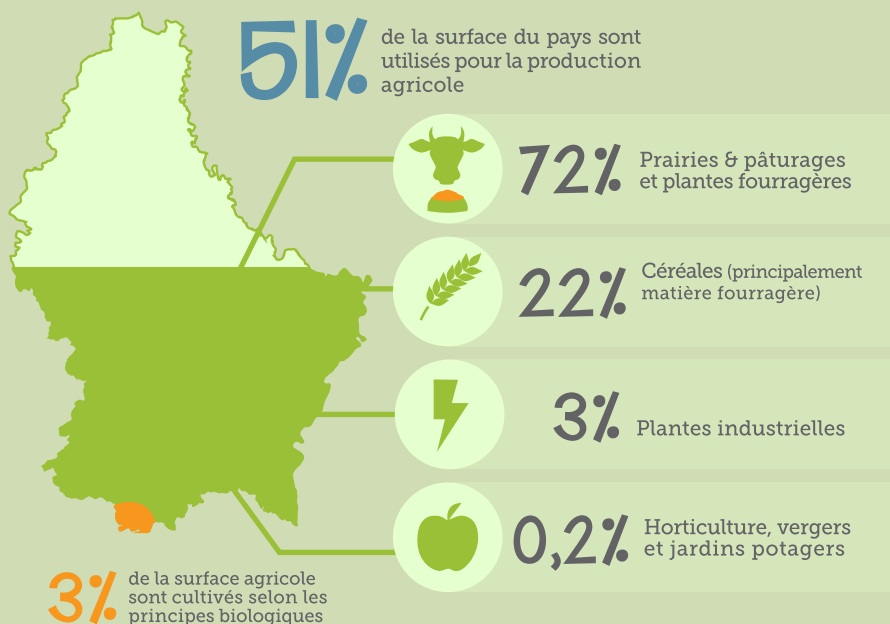 51%
de la surface du pays sont
utilisés pour la production
agricole
72%
Prairies & pâturages
et plantes fourragères
22%
Céréales (principalement
matière fourragère)
3%
Plantes industrielles
0,2%
Horticulture, vergers
et jardins potagers
3%
de la surface agricole
sont cultivés selon les
principes biologiques